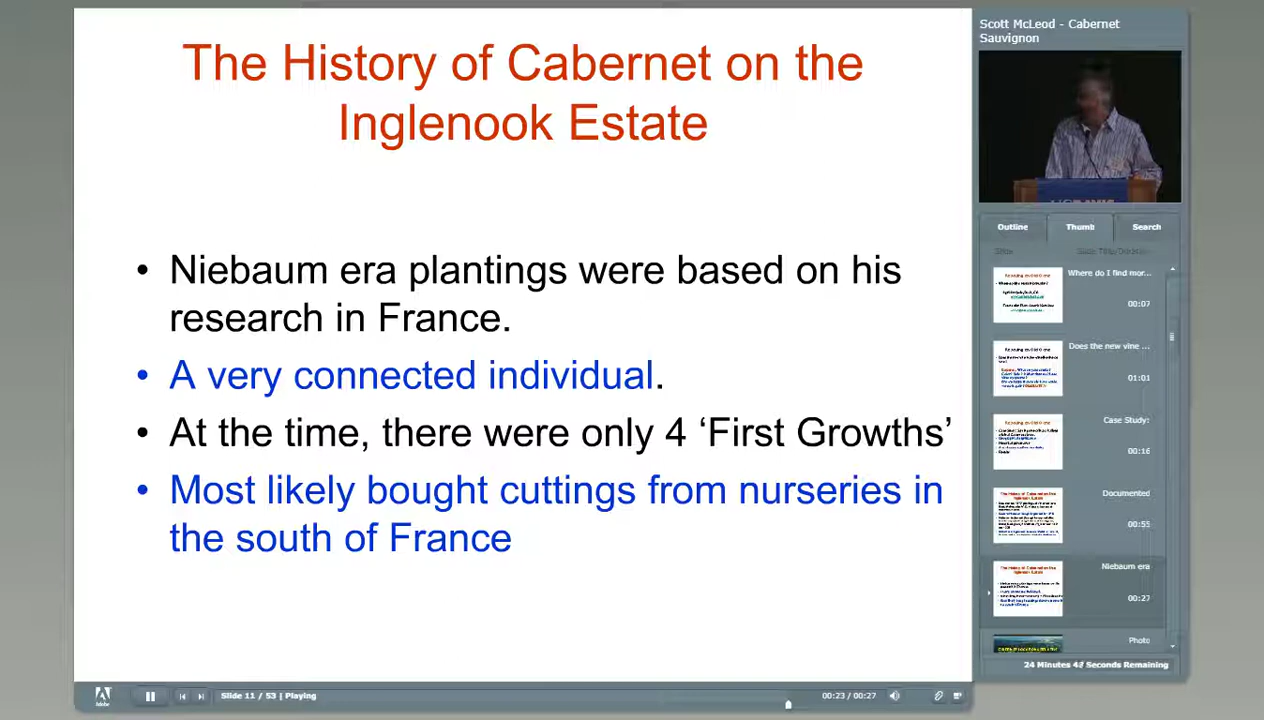 The History of Cabernet on the
Inglenook Estate
• Niebaum era plantings were based on his
research in France.
• A very connected individual.
• At the time, there were only 4 ‘First Growths’
• Most likely bought cuttings from nurseries in
the south of France
Scott McLeod - Cabernet
Sauvignon
Outline
Thumb
Search
Where do I find mor...
00:07
Does the new vine ...
01:01
Case Study:
00:16
Documented
00:55
Niebaum era
00:27
Photo
24 Minutes 48 Seconds Remaining
Adobe
Slide 11 / 53 | Playing
00:23 / 00:27